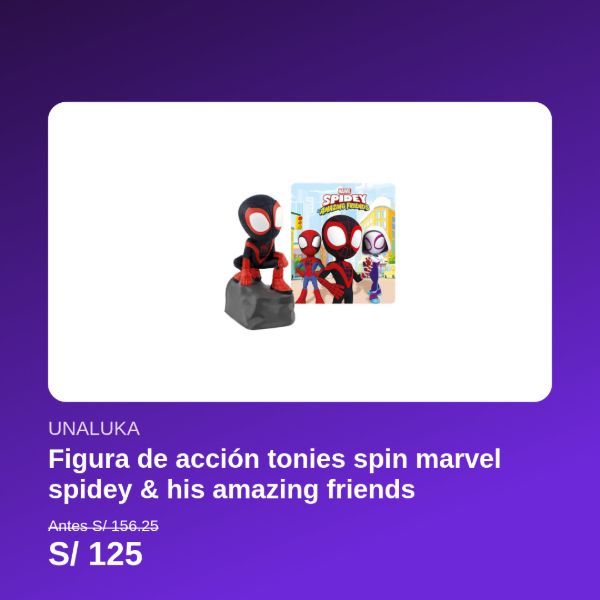 MARVEL
SPIDEY
AMAZING FRIENDS
UNALUKA
Figura de acción tonies spin marvel
spidey & his amazing friends
Antes S/ 156.25
S/ 125